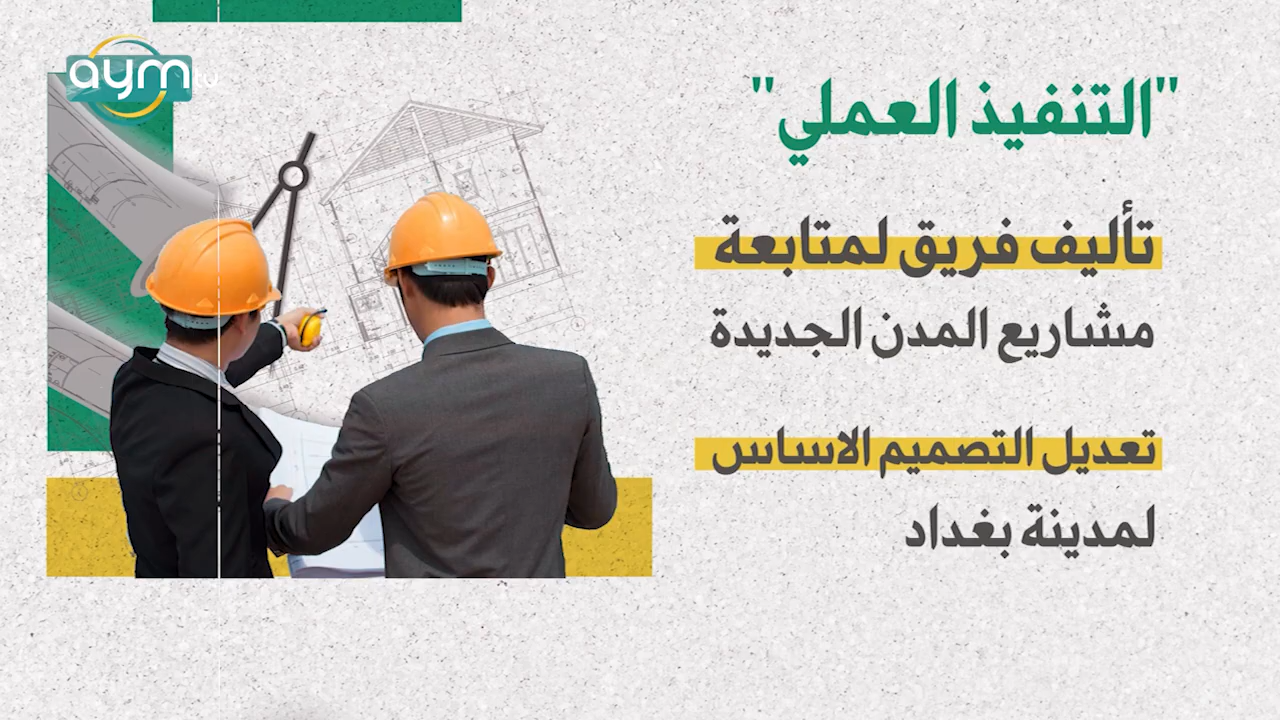 aym tv
"التنفيذ العملي"
تأليف فريق لمتابعة
مشاريع المدن الجديدة
تعديل التصميم الاساس
لمدينة بغداد